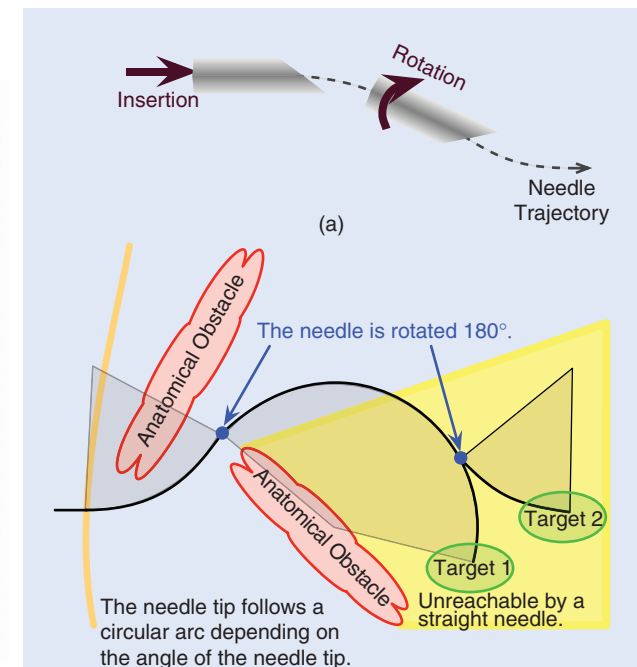 Insertion
Rotation
Needle
Trajectory
(a)
Anatomical Obstacle
The needle is rotated 180°.
Anatomical Obstacle
Target 2
Target 1
Unreachable by a
straight needle.
The needle tip follows a
circular arc depending on
the angle of the needle tip.